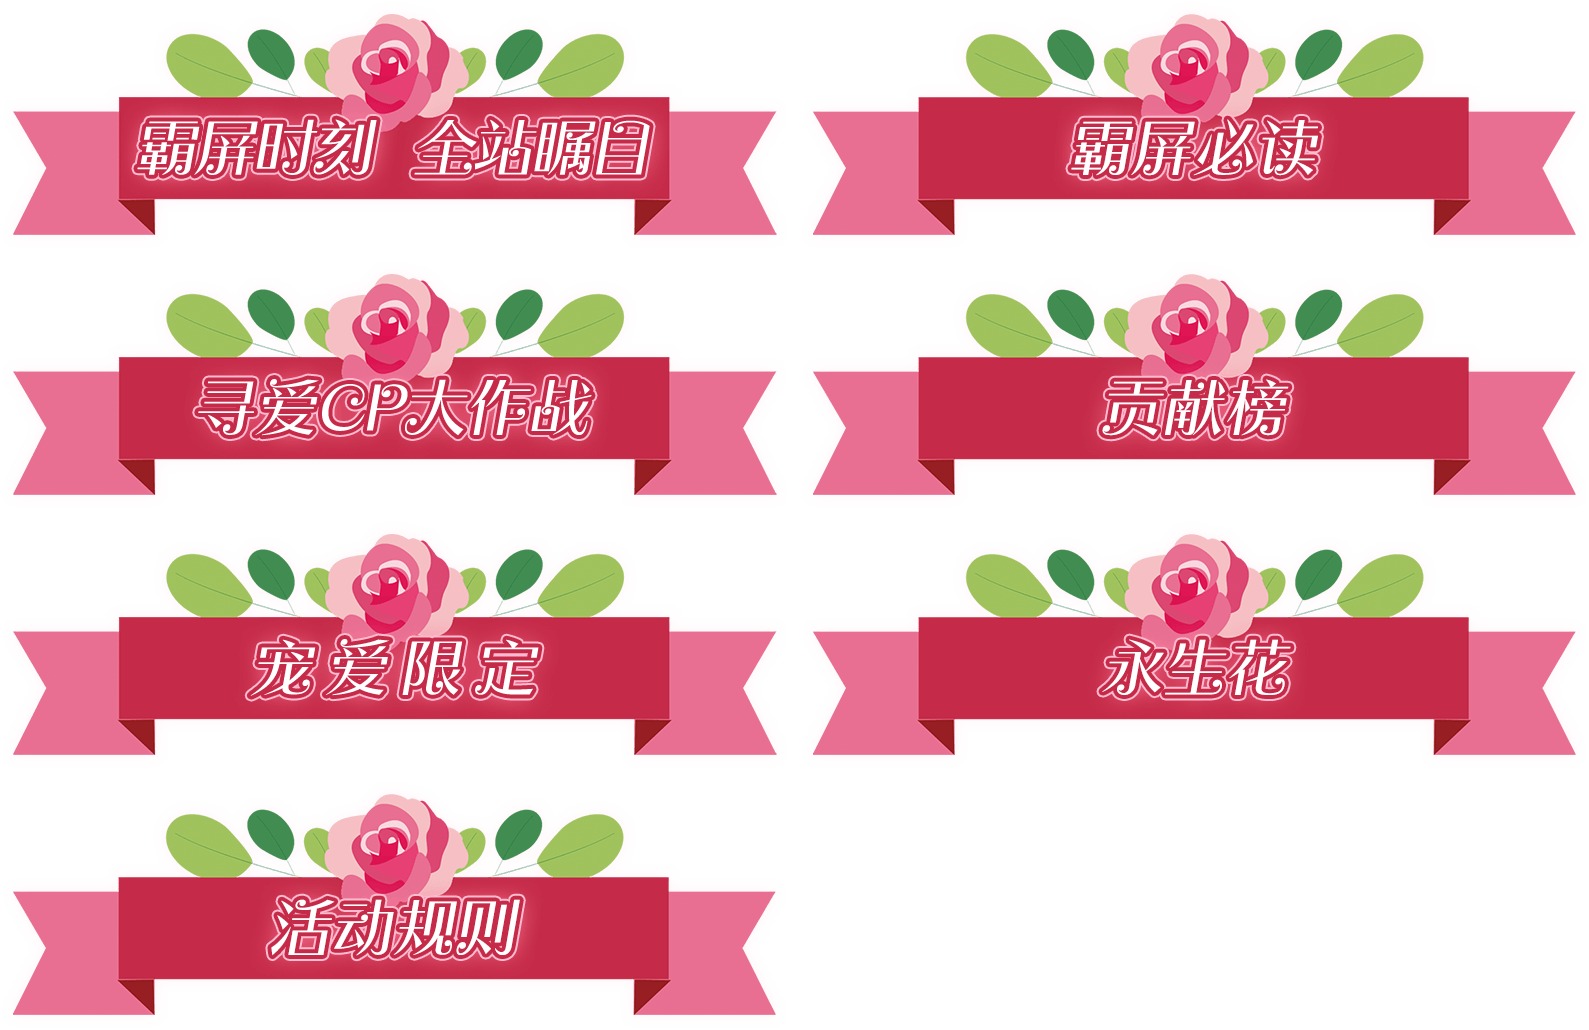 霸屏时刻 全站瞩目
霸屏必读
寻爱CP大作战
贡献榜
宠爱限定
永生花
活动规则